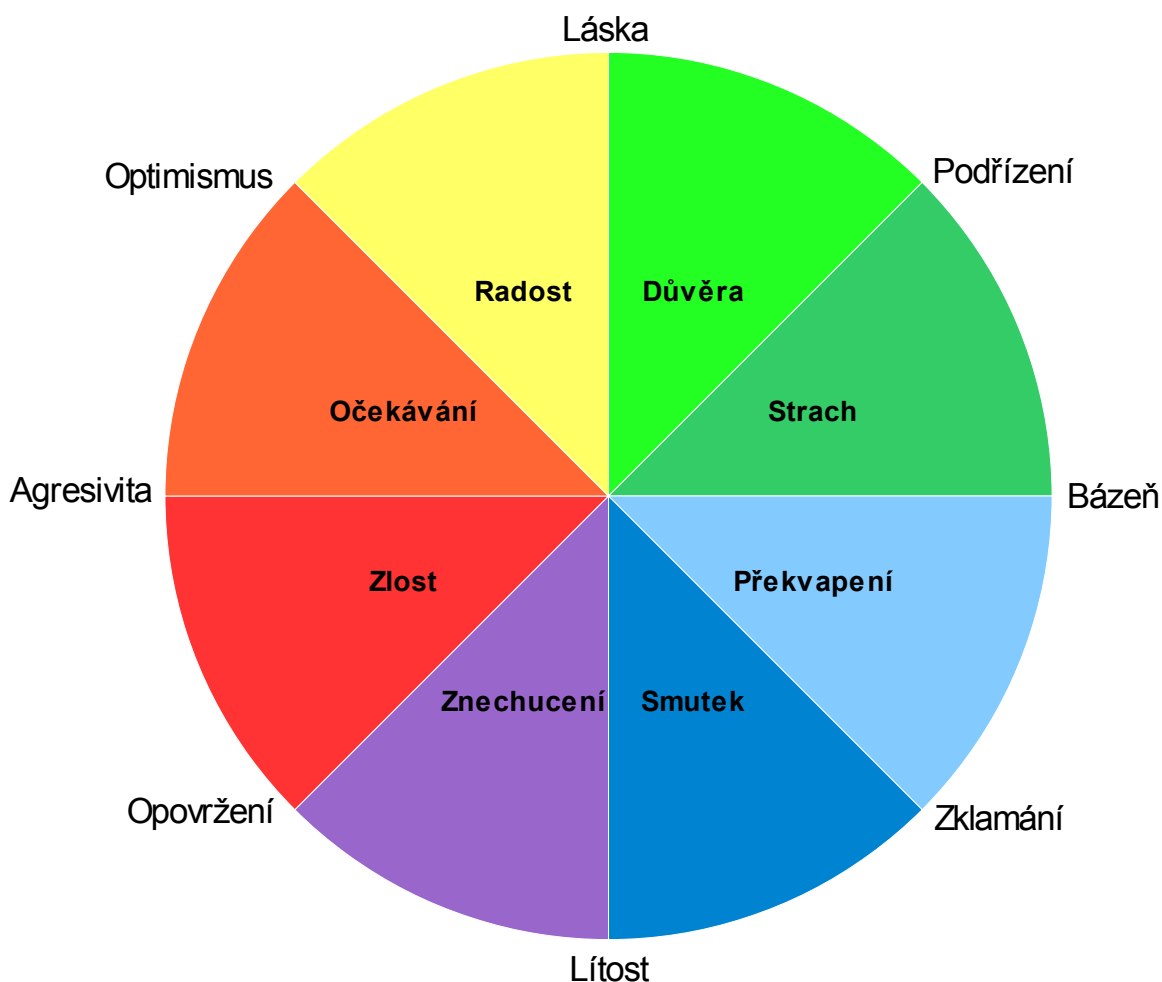 Láska
Optimismus
Podřízení
Radost
Důvěra
Očekávání
Strach
Agresivita
Bázeň
Zlost
Překvapení
Znechucení
Smutek
Opovržení
Zklamání
Lítost